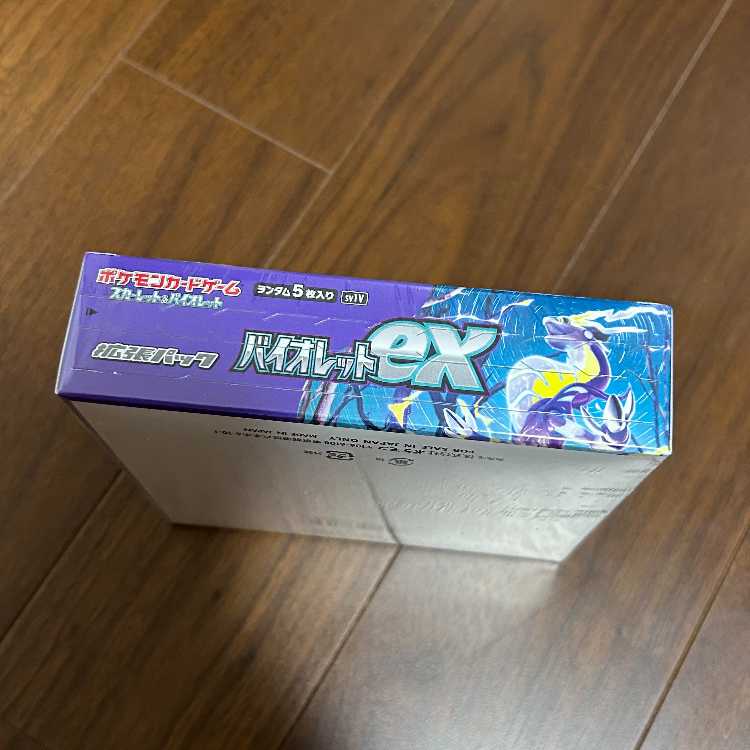 ポケモンカードゲーム
スカーレット&バイオレット
ランダム5枚入り sv1V
拡張パック
バイオレットex
FOR SALE IN JAPAN ONLY
MADE IN JAPAN